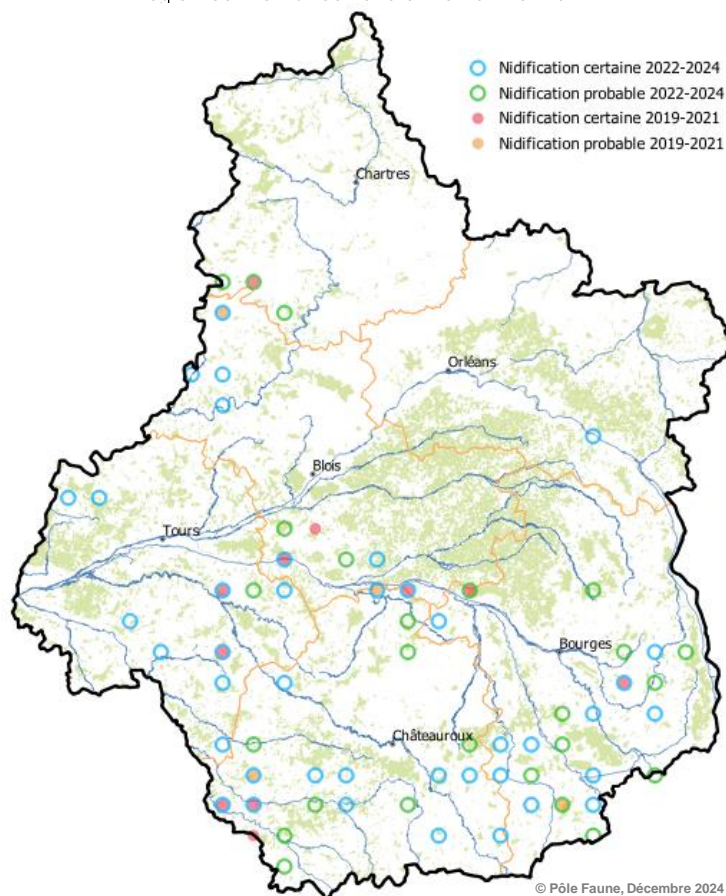 Nidification certaine 2022-2024
Nidification probable 2022-2024
Nidification certaine 2019-2021
Nidification probable 2019-2021
Chartres
Orléans
Blois
Tours
Bourges
Châteauroux
© Pôle Faune, Décembre 2024